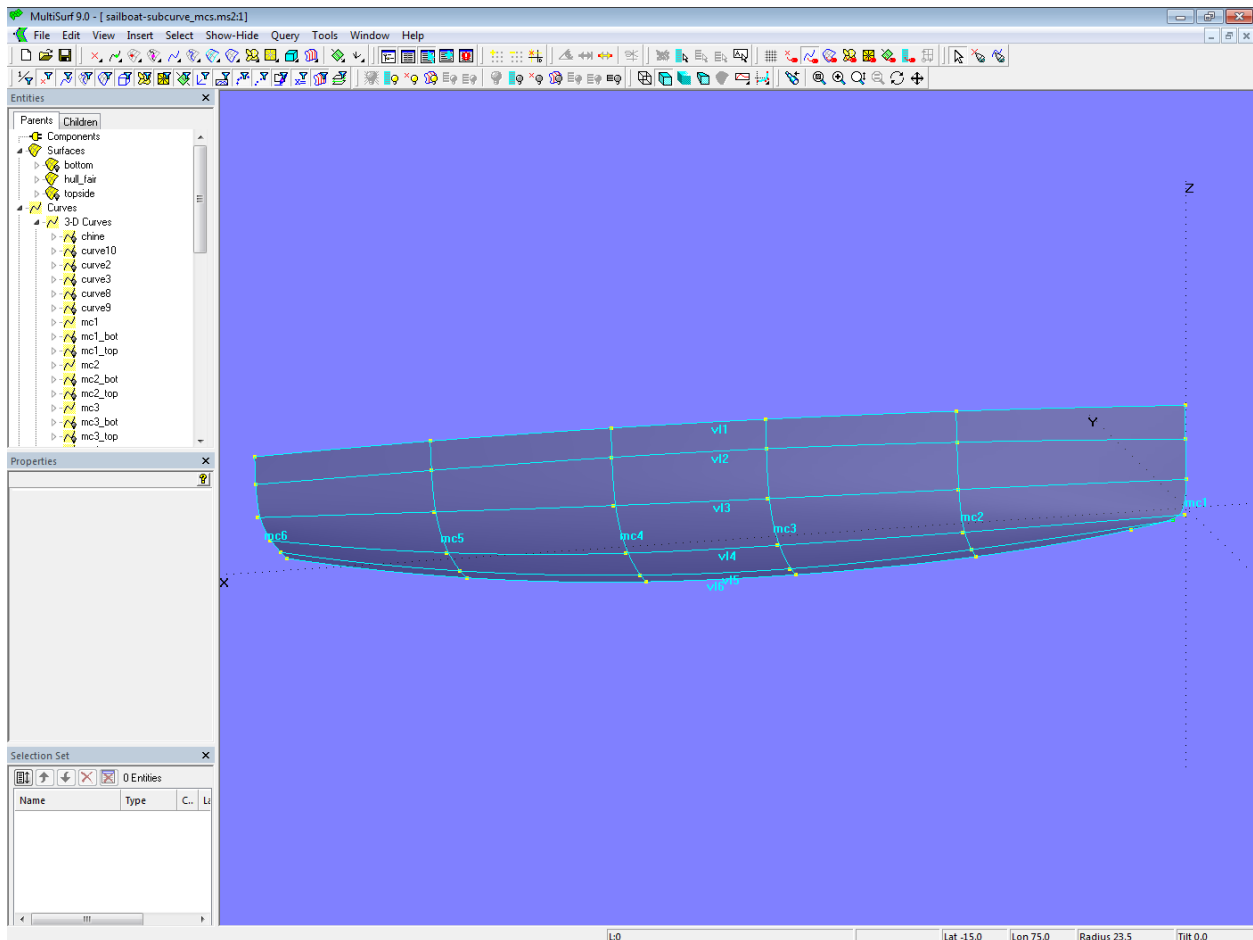 MultiSurf 9.0 - [ sailboat-subcurve_mcs.ms2:1]
File Edit View Insert Select Show-Hide Query Tools Window Help
Entities
Parents Children
Components
Surfaces
bottom
hull_fair
topside
Curves
3-D Curves
chine
curve10
curve2
curve3
curve8
curve9
mc1
mc1_bot
mc1_top
mc2
mc2_bot
mc2_top
mc3
mc3_bot
mc3_top
Properties
Selection Set
0 Entities
Name Type C.. La
Z
Y
vl1
vl2
vl3
mc1
mc2
mc3
mc4
mc5
mc6
vl4
X
vl5
vl6
L:0
Lat -15.0 Lon 75.0 Radius 23.5 Tilt 0.0